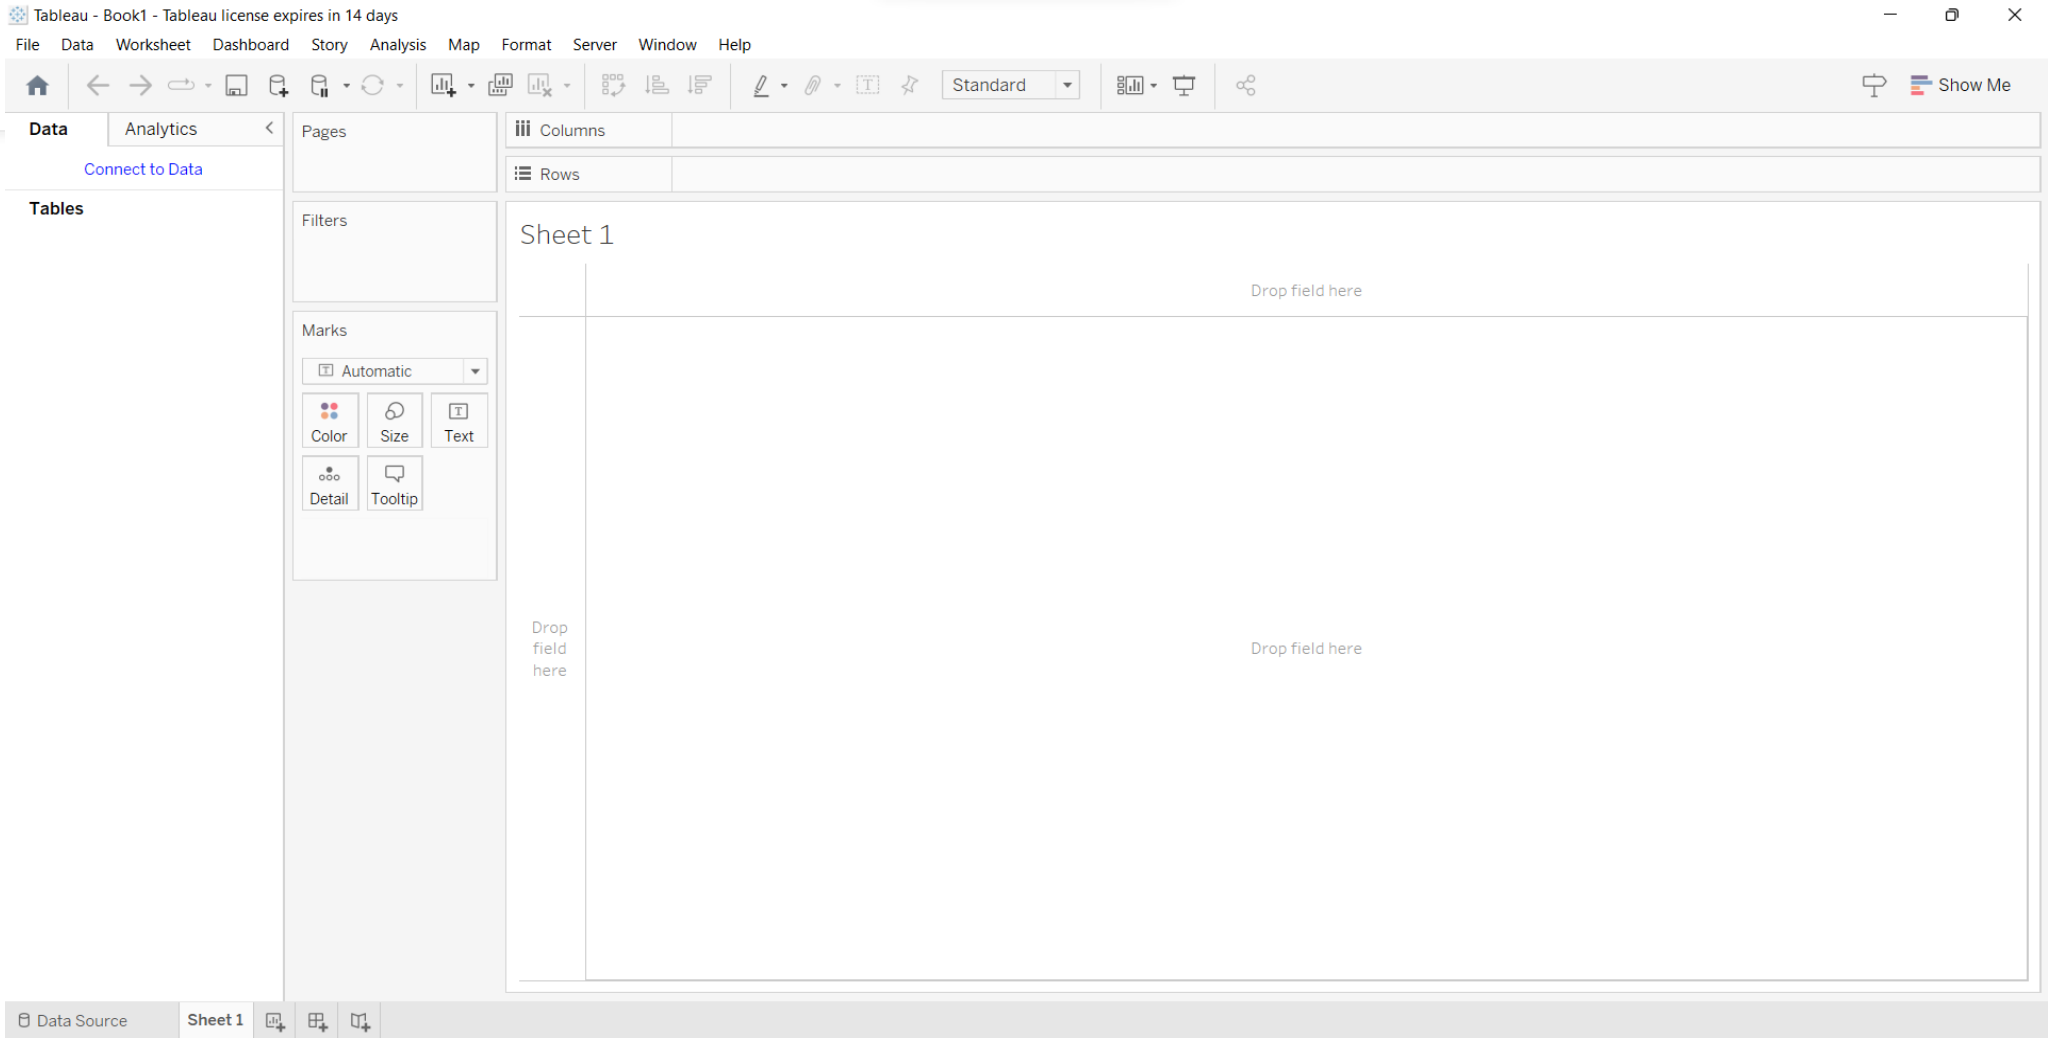 Tableau - Book1 - Tableau license expires in 14 days
File Data Worksheet Dashboard Story Analysis Map Format Server Window Help
Standard
Show Me
Data Analytics
Connect to Data
Tables
Pages
Filters
Marks
Automatic
Color Size Text
Detail Tooltip
Columns
Rows
Sheet 1
Drop field here
Drop
field
here
Drop field here
Data Source Sheet 1